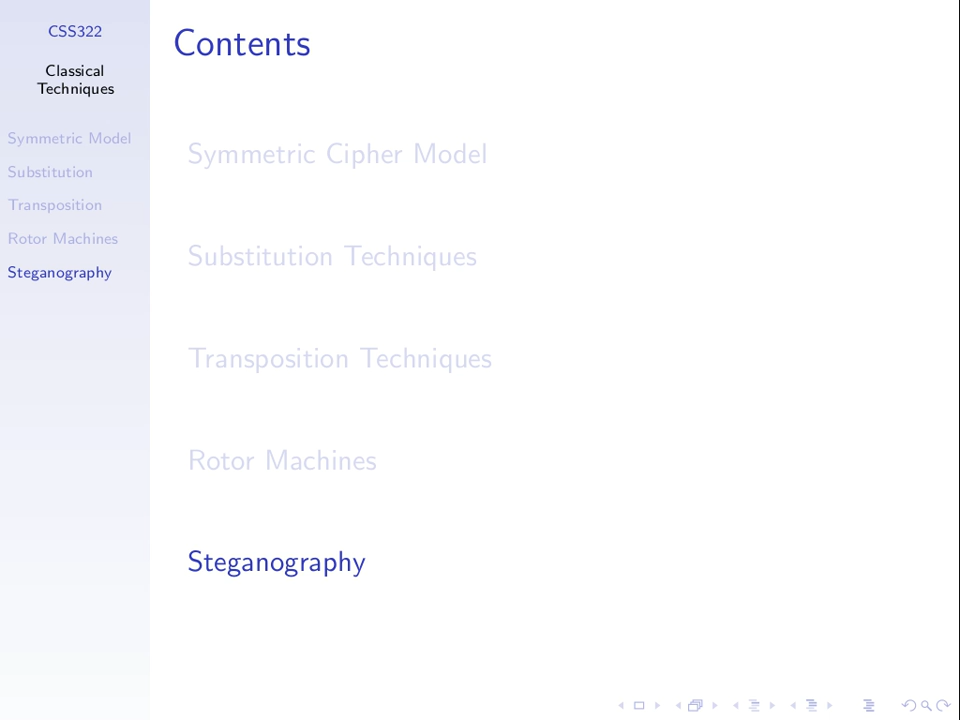 CSS322
Classical
Techniques
Symmetric Model
Substitution
Transposition
Rotor Machines
Steganography
Contents
Symmetric Cipher Model
Substitution Techniques
Transposition Techniques
Rotor Machines
Steganography